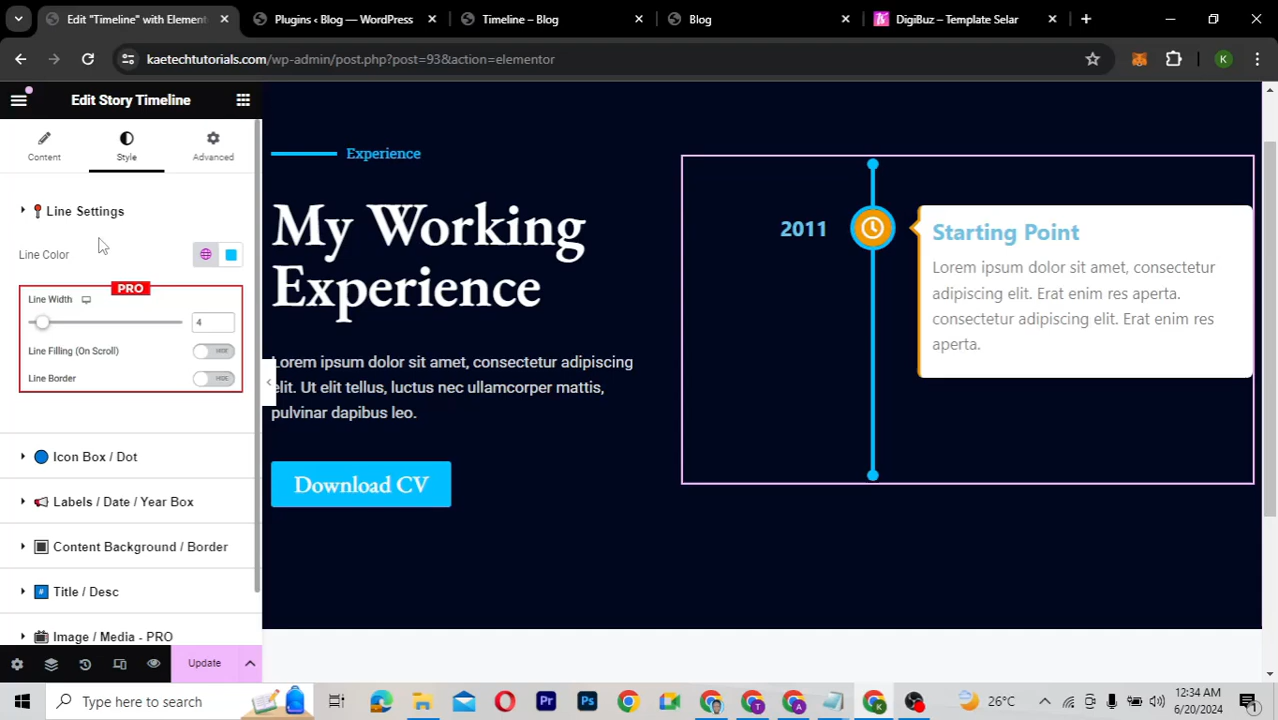 Edit "Timeline" with Element
Plugins < Blog — WordPress
Timeline – Blog
Blog
DigiBuz – Template Selar
kaetechtutorials.com/wp-admin/post.php?post=93&action=elementor
K
Edit Story Timeline
Content
Style
Advanced
Line Settings
Line Color
PRO
Line Width
4
Line Filling (On Scroll)
HIDE
Line Border
HIDE
Icon Box / Dot
Labels / Date / Year Box
Content Background / Border
Title / Desc
Image / Media - PRO
Update
Experience
My Working
Experience
Lorem ipsum dolor sit amet, consectetur adipiscing
elit. Ut elit tellus, luctus nec ullamcorper mattis,
pulvinar dapibus leo.
Download CV
2011
Starting Point
Lorem ipsum dolor sit amet, consectetur
adipiscing elit. Erat enim res aperta.
consectetur adipiscing elit. Erat enim res
aperta.
Type here to search
Pr
Ps
26°C
12:34 AM
6/20/2024